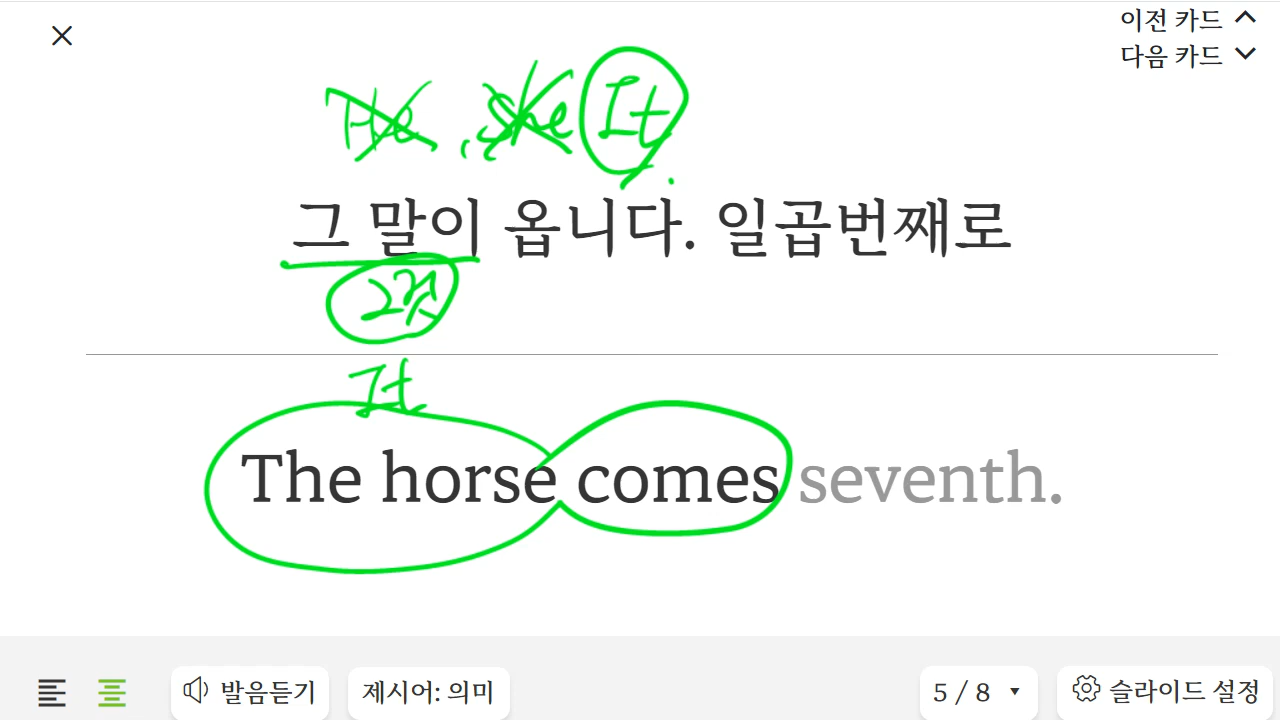 이전 카드
다음 카드
He, She It.
그 말이 옵니다. 일곱번째로
그것
It
The horse comes seventh.
발음듣기 제시어: 의미 5 / 8 슬라이드 설정